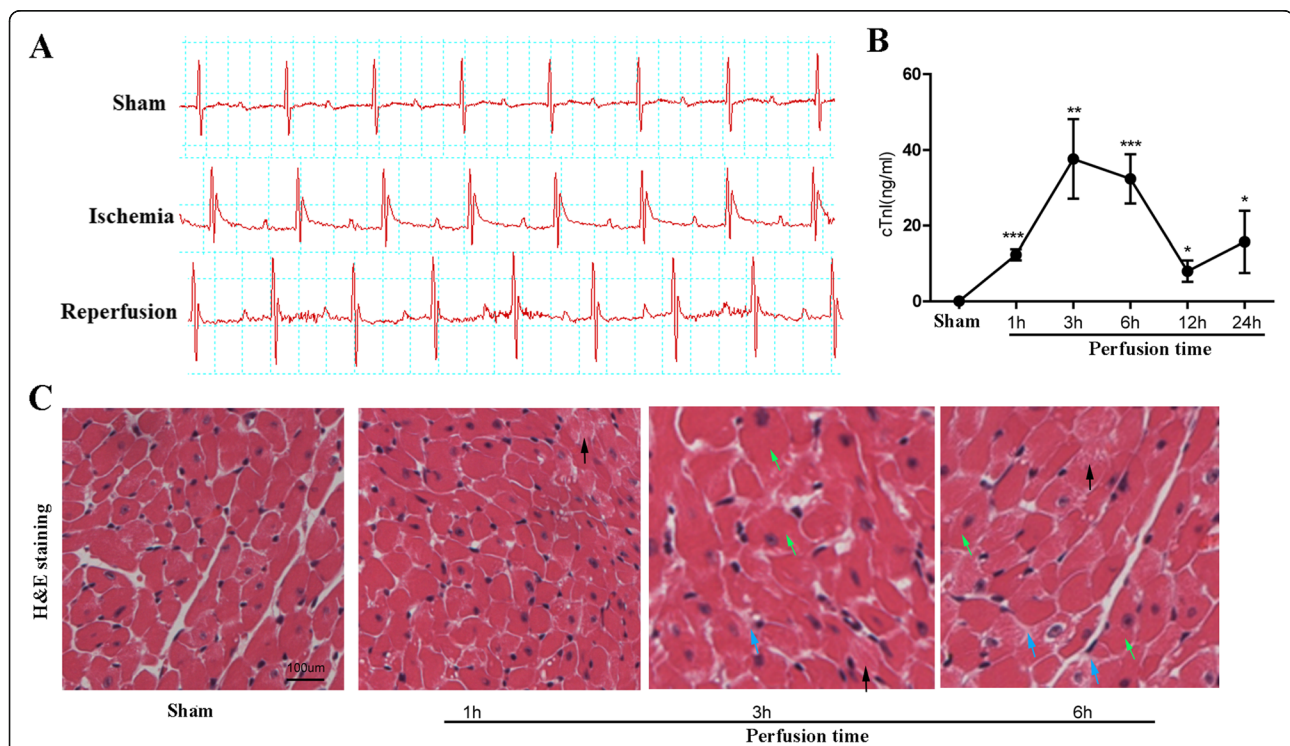 A
Sham
Ischemia
Reperfusion
B
cTnI(ng/ml)
60
40
20
0
***
**
***
*
*
Sham
1h
3h
6h
12h
24h
Perfusion time
C
H&E staining
100um
Sham
1h
3h
6h
Perfusion time